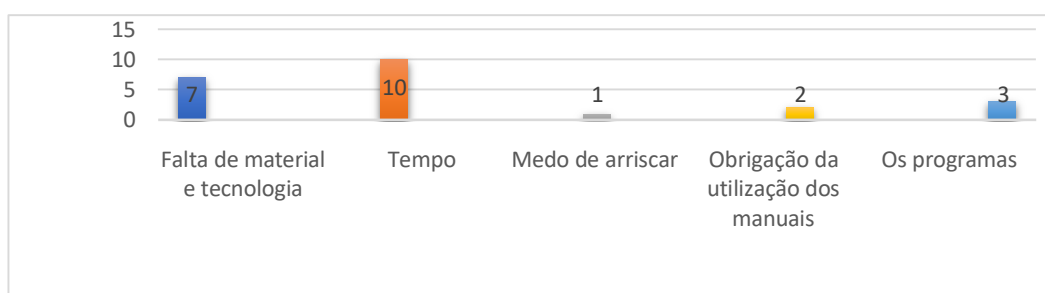 15
10
5
0
7
10
1
2
3
Falta de material
e tecnologia
Tempo
Medo de arriscar
Obrigação da
utilização dos
manuais
Os programas